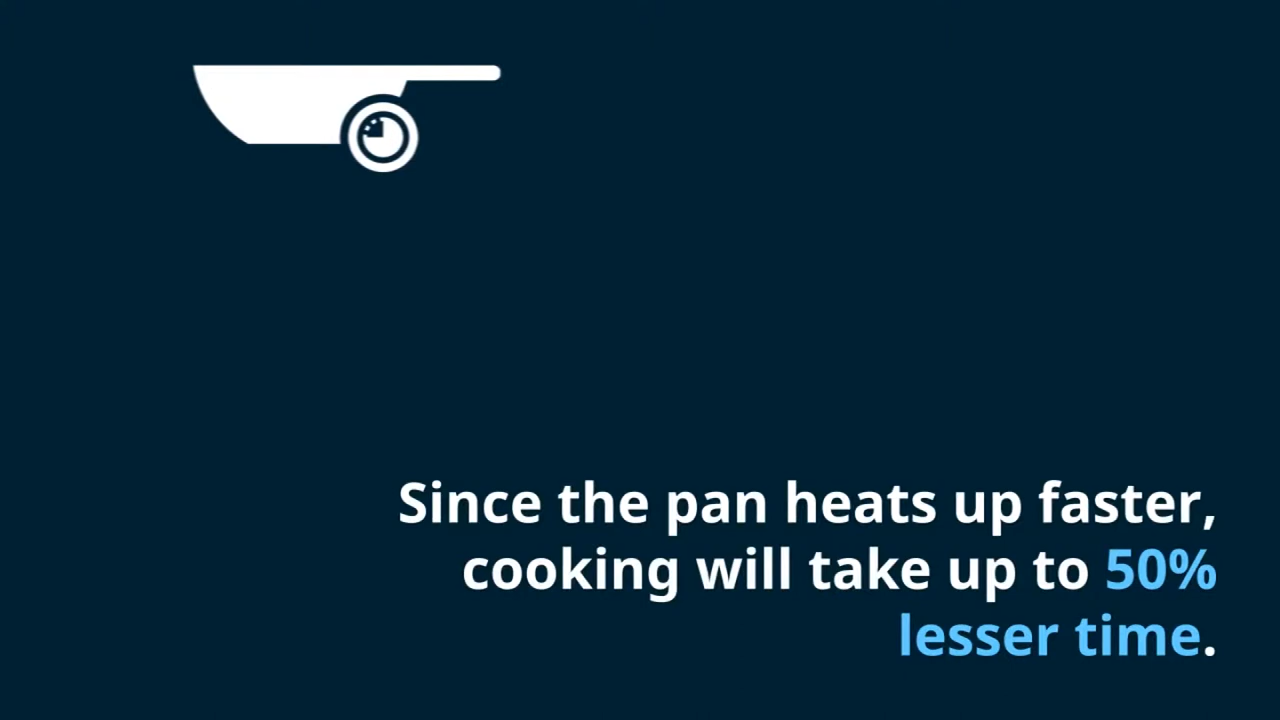 Since the pan heats up faster,
cooking will take up to 50%
lesser time.